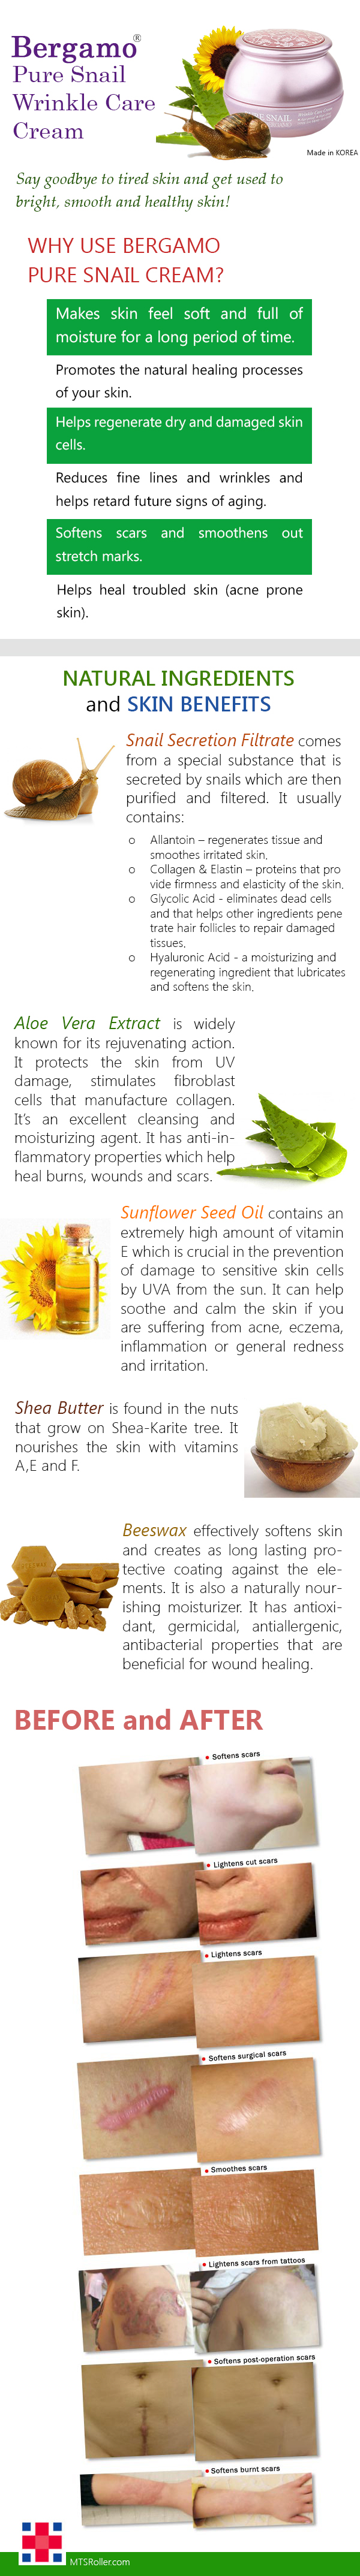 Bergamo®
Pure Snail
Wrinkle Care
Cream
Made in KOREA
Say goodbye to tired skin and get used to
bright, smooth and healthy skin!
WHY USE BERGAMO
PURE SNAIL CREAM?
Makes skin feel soft and full of
moisture for a long period of time.
Promotes the natural healing processes
of your skin.
Helps regenerate dry and damaged skin
cells.
Reduces fine lines and wrinkles and
helps retard future signs of aging.
Softens scars and smoothens out
stretch marks.
Helps heal troubled skin (acne prone
skin).
NATURAL INGREDIENTS
and SKIN BENEFITS
Snail Secretion Filtrate comes
from a special substance that is
secreted by snails which are then
purified and filtered. It usually
contains:
o Allantoin – regenerates tissue and
smoothes irritated skin.
o Collagen & Elastin – proteins that pro
vide firmness and elasticity of the skin.
o Glycolic Acid - eliminates dead cells
and that helps other ingredients pene
trate hair follicles to repair damaged
tissues.
o Hyaluronic Acid - a moisturizing and
regenerating ingredient that lubricates
and softens the skin.
Aloe Vera Extract is widely
known for its rejuvenating action.
It protects the skin from UV
damage, stimulates fibroblast
cells that manufacture collagen.
It's an excellent cleansing and
moisturizing agent. It has anti-in-
flammatory properties which help
heal burns, wounds and scars.
Sunflower Seed Oil contains an
extremely high amount of vitamin
E which is crucial in the prevention
of damage to sensitive skin cells
by UVA from the sun. It can help
soothe and calm the skin if you
are suffering from acne, eczema,
inflammation or general redness
and irritation.
Shea Butter is found in the nuts
that grow on Shea-Karite tree. It
nourishes the skin with vitamins
A,E and F.
Beeswax effectively softens skin
and creates as long lasting pro-
tective coating against the ele-
ments. It is also a naturally nour-
ishing moisturizer. It has antioxi-
dant, germicidal, antiallergenic,
antibacterial properties that are
beneficial for wound healing.
BEFORE and AFTER
• Softens scars
• Lightens cut scars
• Lightens scars
• Softens surgical scars
• Smoothes scars
• Lightens scars from tattoos
• Softens post-operation scars
• Softens burnt scars
MTSRoller.com